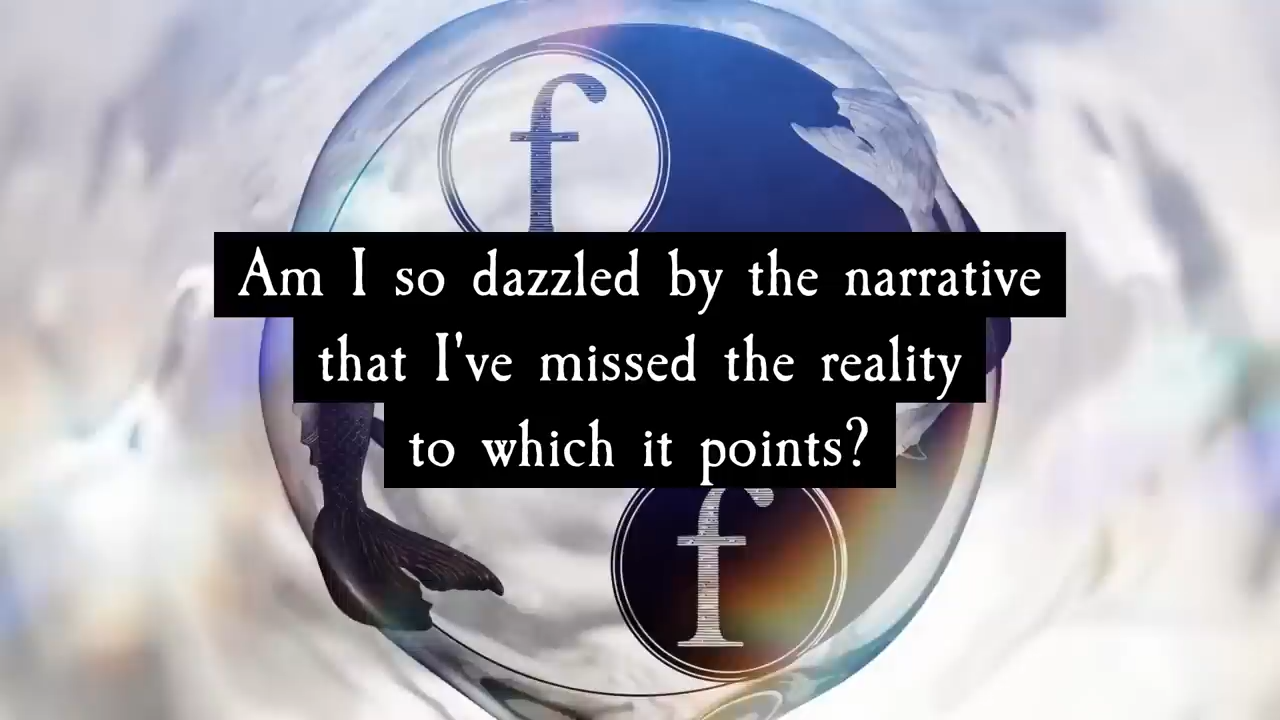 f
Am I so dazzled by the narrative
that I've missed the reality
to which it points?
f